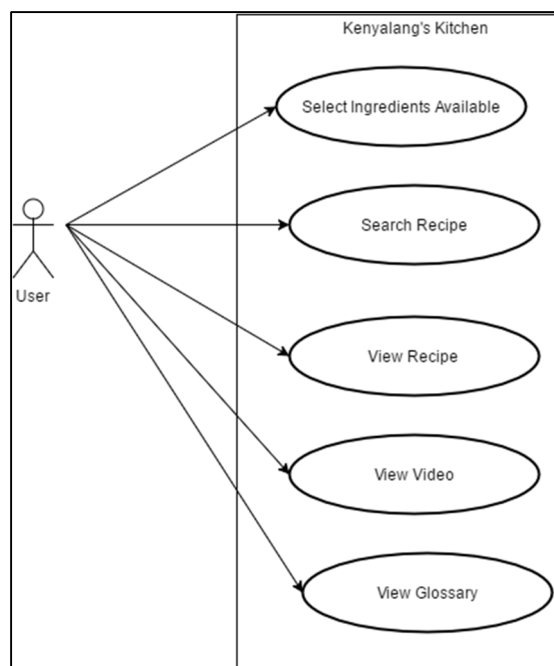 Kenyalang's Kitchen
Select Ingredients Available
Search Recipe
User
View Recipe
View Video
View Glossary